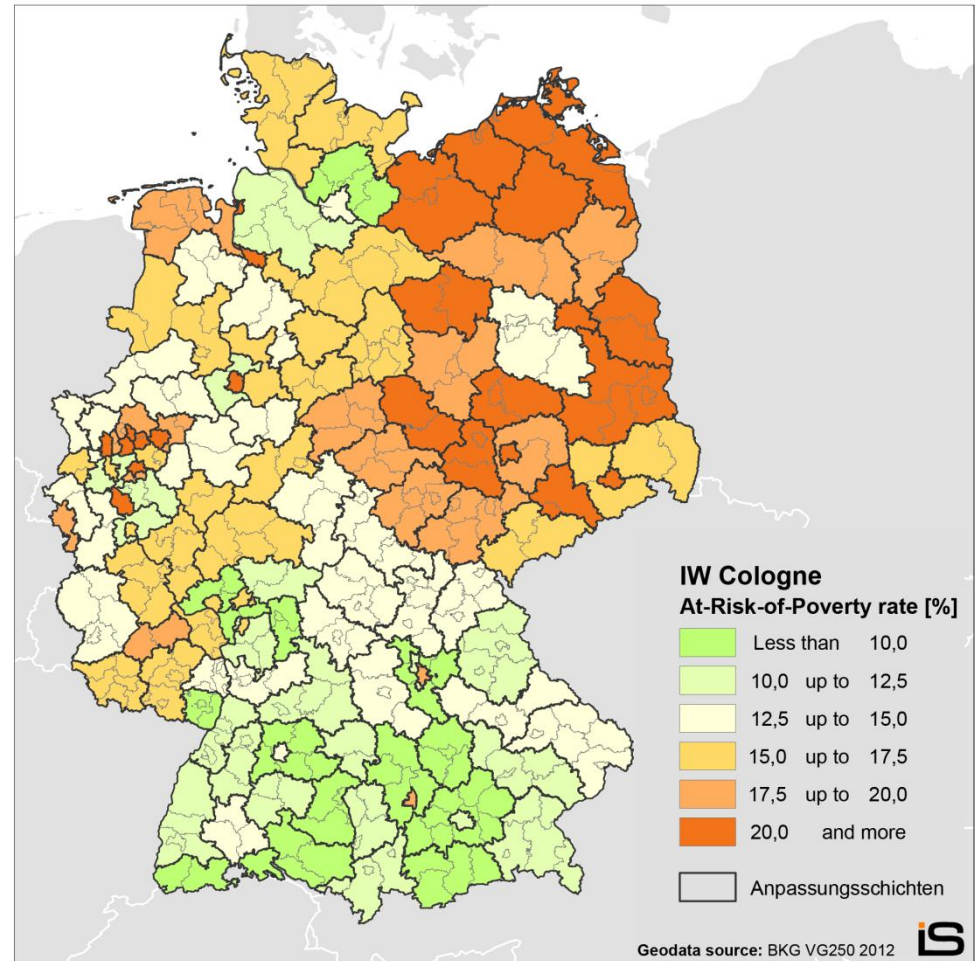 IW Cologne
At-Risk-of-Poverty rate [%]
Less than 10,0
10,0 up to 12,5
12,5 up to 15,0
15,0 up to 17,5
17,5 up to 20,0
20,0 and more
Anpassungsschichten
Geodata source: BKG VG250 2012
is